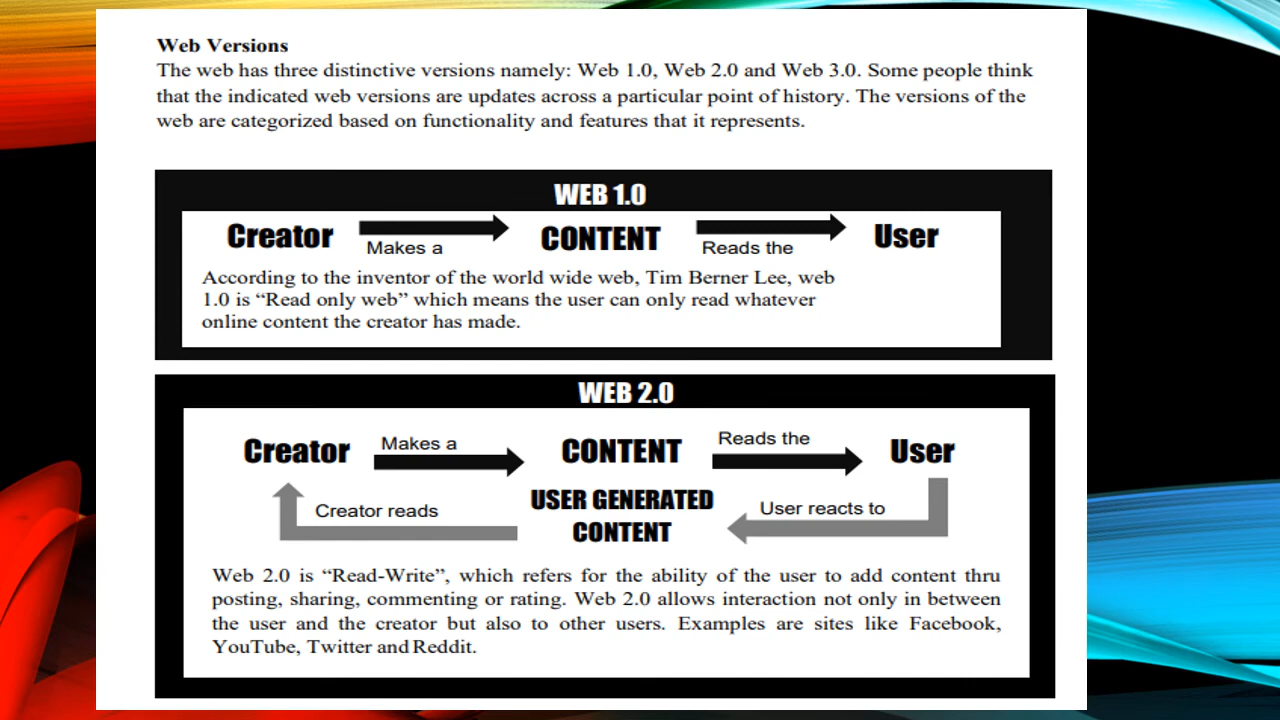 Web Versions
The web has three distinctive versions namely: Web 1.0, Web 2.0 and Web 3.0. Some people think
that the indicated web versions are updates across a particular point of history. The versions of the
web are categorized based on functionality and features that it represents.
WEB 1.0
Creator Makes a CONTENT Reads the User
According to the inventor of the world wide web, Tim Berner Lee, web
1.0 is “Read only web” which means the user can only read whatever
online content the creator has made.
WEB 2.0
Creator Makes a CONTENT Reads the User
Creator reads USER GENERATED User reacts to
CONTENT
Web 2.0 is “Read-Write”, which refers for the ability of the user to add content thru
posting, sharing, commenting or rating. Web 2.0 allows interaction not only in between
the user and the creator but also to other users. Examples are sites like Facebook,
YouTube, Twitter and Reddit.